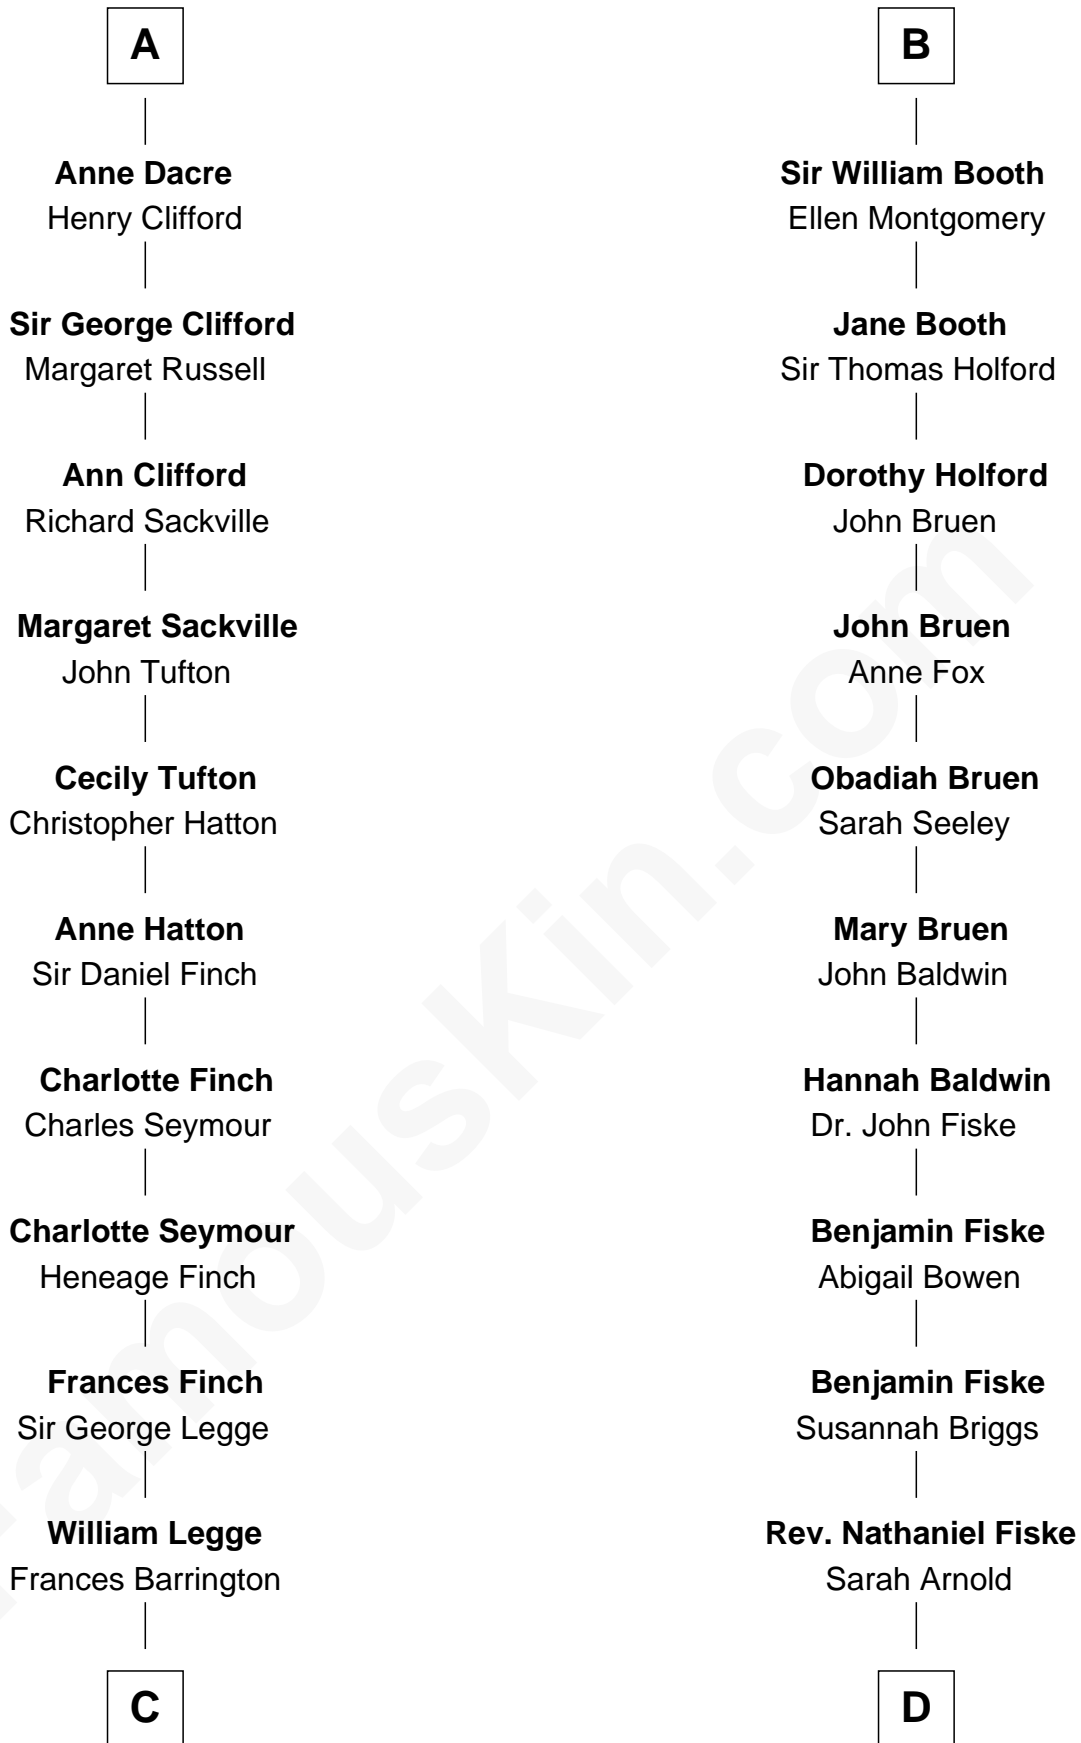 A
Anne Dacre
Henry Clifford
Sir George Clifford
Margaret Russell
Ann Clifford
Richard Sackville
Margaret Sackville
John Tufton
Cecily Tufton
Christopher Hatton
Anne Hatton
Sir Daniel Finch
Charlotte Finch
Charles Seymour
Charlotte Seymour
Heneage Finch
Frances Finch
Sir George Legge
William Legge
Frances Barrington
C
B
Sir William Booth
Ellen Montgomery
Jane Booth
Sir Thomas Holford
Dorothy Holford
John Bruen
John Bruen
Anne Fox
Obadiah Bruen
Sarah Seeley
Mary Bruen
John Baldwin
Hannah Baldwin
Dr. John Fiske
Benjamin Fiske
Abigail Bowen
Benjamin Fiske
Susannah Briggs
Rev. Nathaniel Fiske
Sarah Arnold
D
FamousKin.com